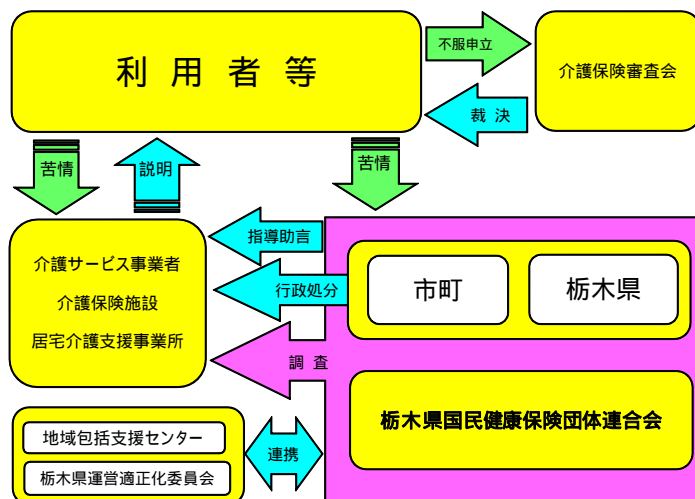 利用者等
不服申立
介護保険審査会
裁決
苦情
説明
苦情
介護サービス事業者
介護保険施設
居宅介護支援事業所
指導助言
行政処分
調査
市町
栃木県
栃木県国民健康保険団体連合会
地域包括支援センター
栃木県運営適正化委員会
連携